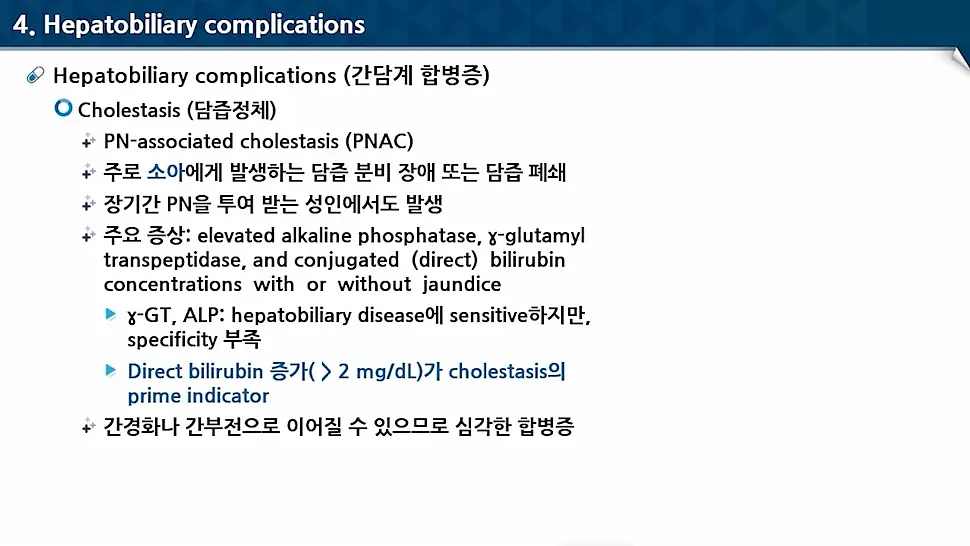 4. Hepatobiliary complications
Hepatobiliary complications (간담계 합병증)
Cholestasis (담즙정체)
PN-associated cholestasis (PNAC)
주로 소아에게 발생하는 담즙 분비 장애 또는 담즙 폐쇄
장기간 PN을 투여 받는 성인에서도 발생
주요 증상: elevated alkaline phosphatase, ɣ-glutamyl
transpeptidase, and conjugated (direct) bilirubin
concentrations with or without jaundice
ɣ-GT, ALP: hepatobiliary disease에 sensitive하지만,
specificity 부족
Direct bilirubin 증가( > 2 mg/dL)가 cholestasis의
prime indicator
간경화나 간부전으로 이어질 수 있으므로 심각한 합병증